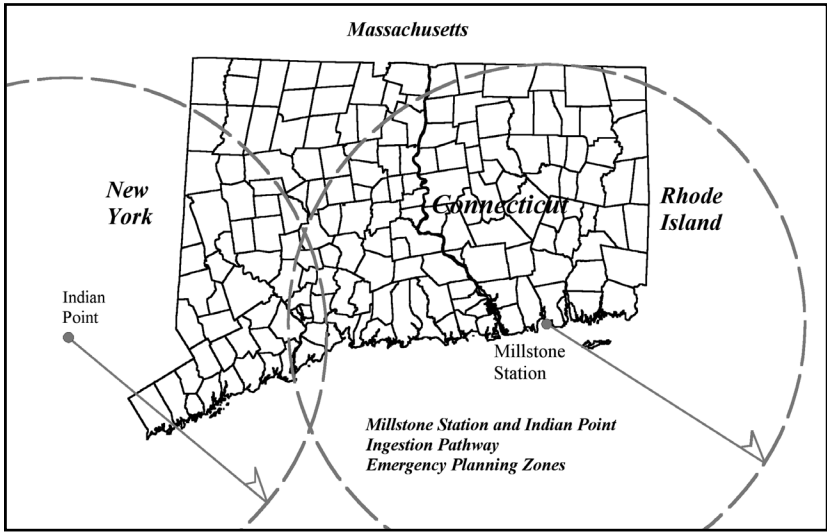 Massachusetts
New
York
Connecticut
Rhode
Island
Indian
Point
Millstone
Station
Millstone Station and Indian Point
Ingestion Pathway
Emergency Planning Zones